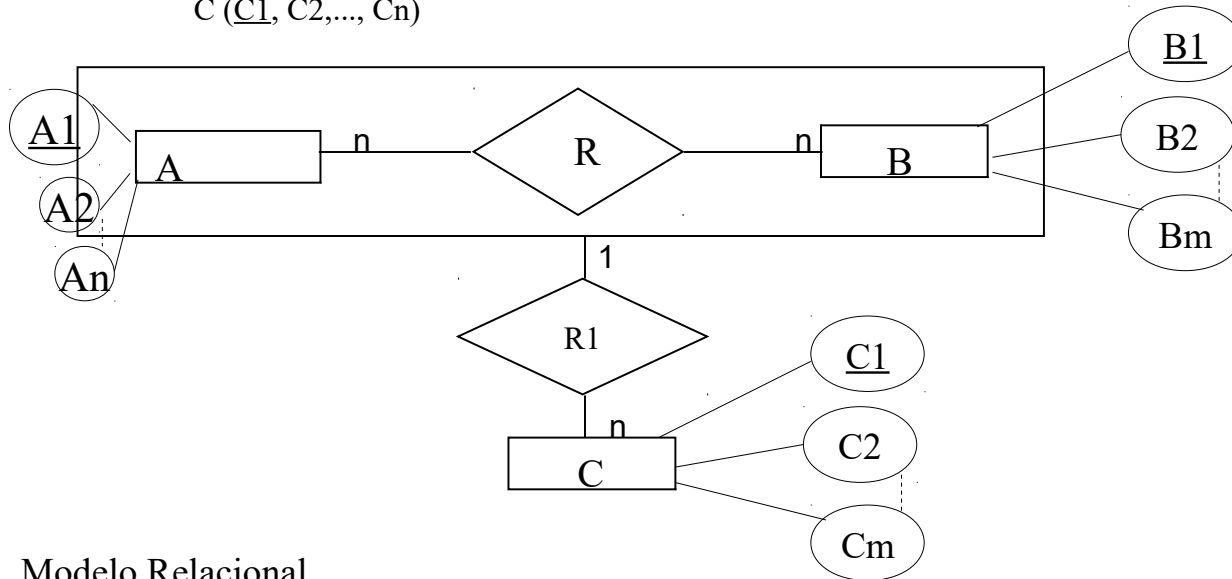 C (C1, C2,..., Cn)
B1
A1
n
R
n
B
B2
A
A2
Bm
An
1
R1
C1
n
C2
C
Cm
Modelo Relacional